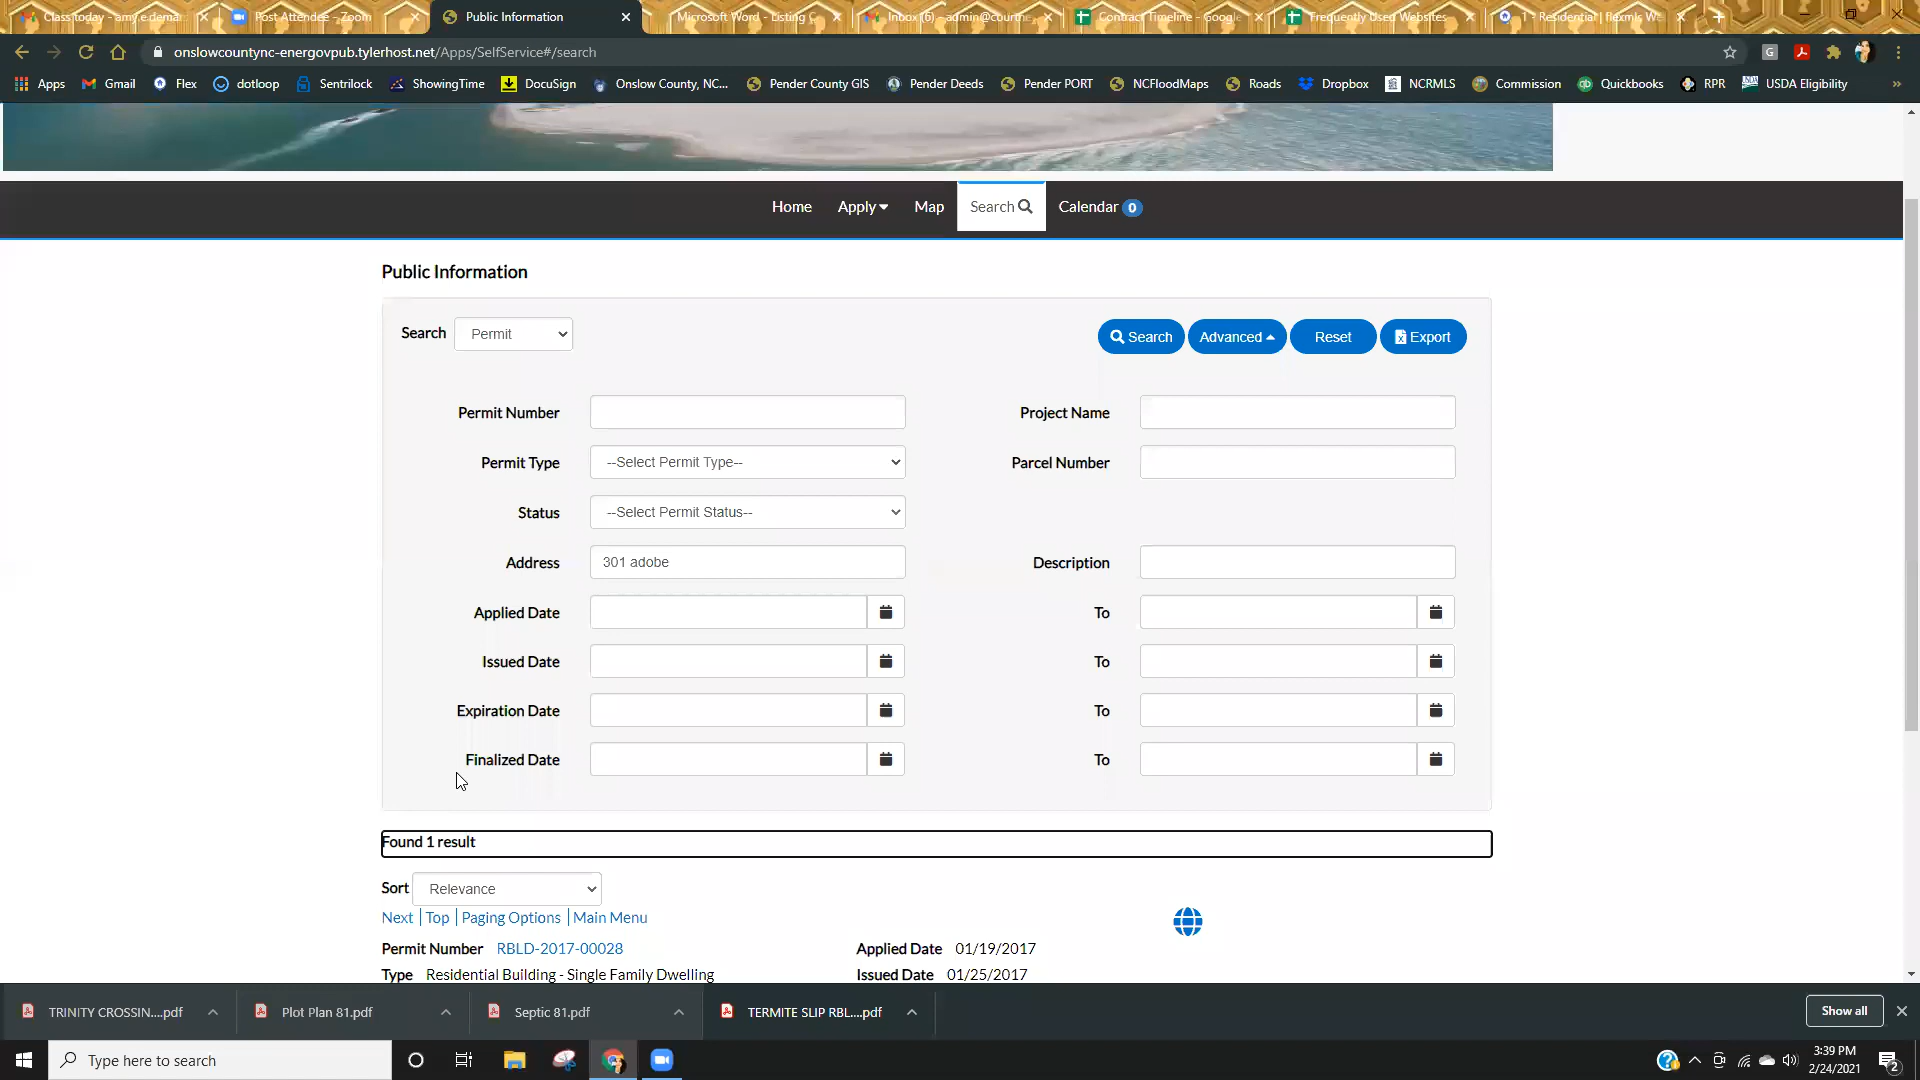 Class today - amy.e.demar
Post Attendee - Zoom
Public Information
Microsoft Word - Listing C
Inbox (6) - admin@courtne
Contract Timeline - Google
Frequently Used Websites
1 - Residential | flexmls We
onslowcountync-energovpub.tylerhost.net/Apps/SelfService#/search
Apps
Gmail
Flex
dotloop
Sentrilock
ShowingTime
DocuSign
Onslow County, NC...
Pender County GIS
Pender Deeds
Pender PORT
NCFloodMaps
Roads
Dropbox
NCRMLS
Commission
Quickbooks
RPR
USDA Eligibility
»
Home
Apply
Map
Search
Calendar 0
Public Information
Search Permit
Search
Advanced
Reset
Export
Permit Number
Project Name
Permit Type --Select Permit Type--
Parcel Number
Status --Select Permit Status--
Address 301 adobe
Description
Applied Date
To
Issued Date
To
Expiration Date
To
Finalized Date
To
Found 1 result
Sort Relevance
Next | Top | Paging Options | Main Menu
Permit Number RBLD-2017-00028
Applied Date 01/19/2017
Type Residential Building - Single Family Dwelling
Issued Date 01/25/2017
TRINITY CROSSIN....pdf
Plot Plan 81.pdf
Septic 81.pdf
TERMITE SLIP RBL....pdf
Show all
Type here to search
3:39 PM
2/24/2021
2